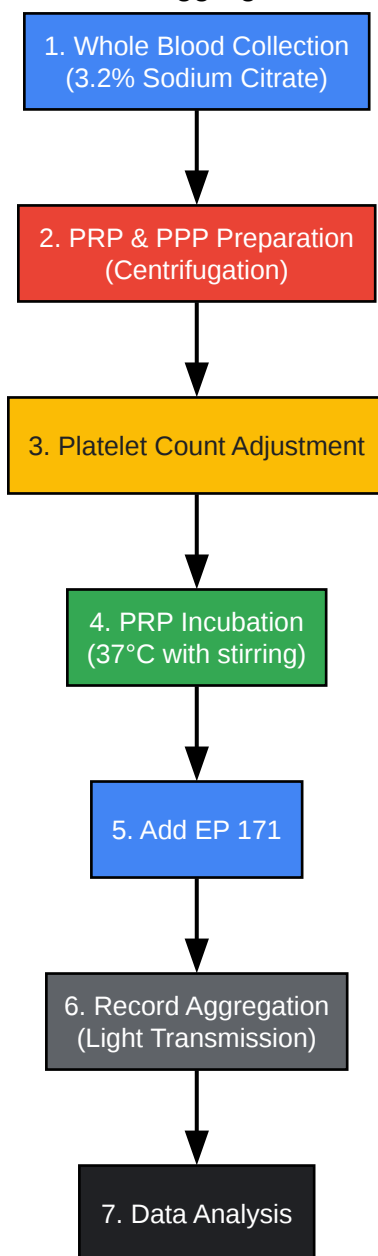 1. Whole Blood Collection
(3.2% Sodium Citrate)
2. PRP & PPP Preparation
(Centrifugation)
3. Platelet Count Adjustment
4. PRP Incubation
(37°C with stirring)
5. Add EP 171
6. Record Aggregation
(Light Transmission)
7. Data Analysis